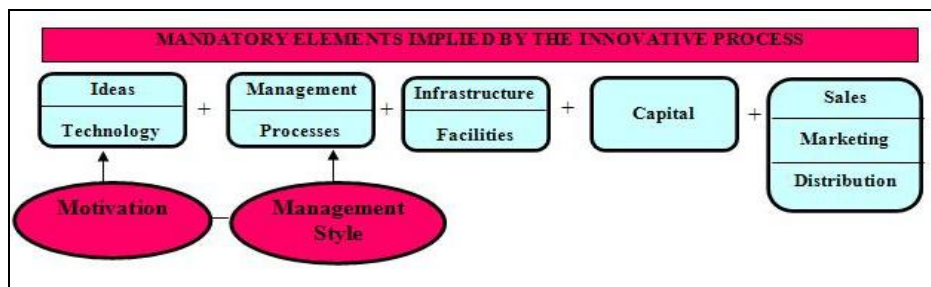 MANDATORY ELEMENTS IMPLIED BY THE INNOVATIVE PROCESS
Ideas
Technology
+
Management
Processes
+
Infrastructure
Facilities
+
Capital
+
Sales
Marketing
Distribution
Motivation
Management
Style